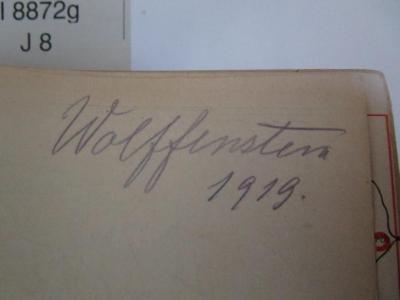 I 8872g
J 8
Wolffenstein
1919.